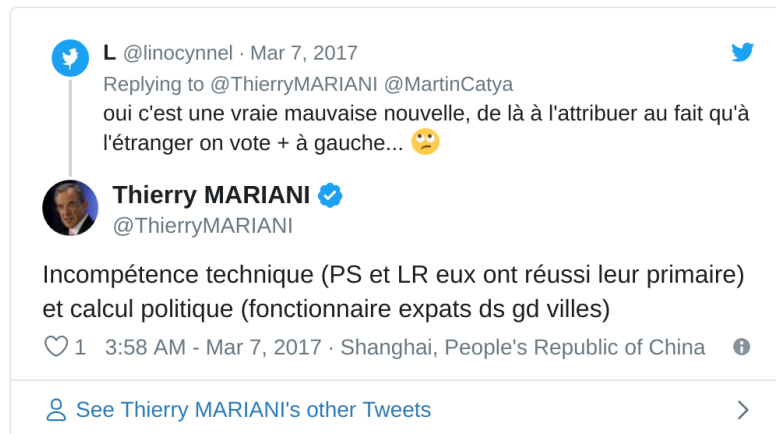 L @linocynnel · Mar 7, 2017
Replying to @ThierryMARIANI @MartinCatya
oui c'est une vraie mauvaise nouvelle, de là à l'attribuer au fait qu'à
l'étranger on vote + à gauche... 🙄
Thierry MARIANI
@ThierryMARIANI
Incompétence technique (PS et LR eux ont réussi leur primaire)
et calcul politique (fonctionnaire expats ds gd villes)
1 3:58 AM - Mar 7, 2017 · Shanghai, People's Republic of China
See Thierry MARIANI's other Tweets